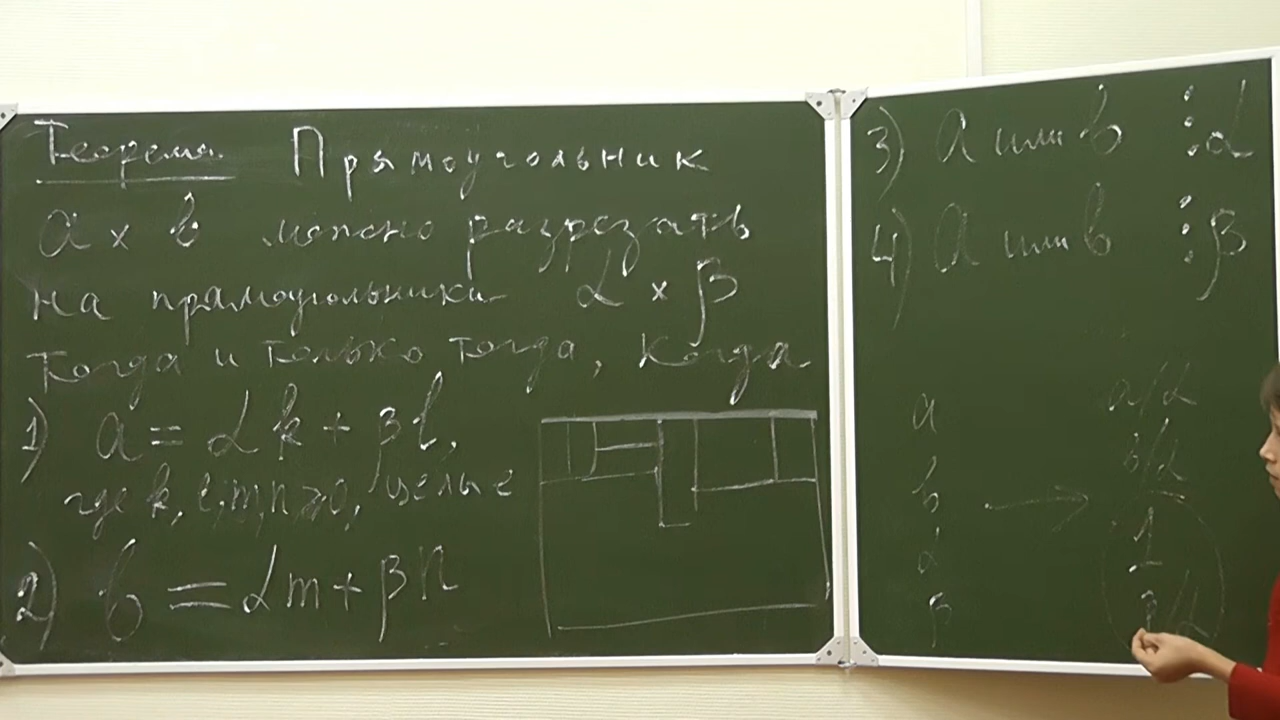 Теорема Прямоугольник
a × b можно разрезать
на прямоугольники α × β
тогда и только тогда, когда
1) a = αk + βl,
где k, l, m, n ⩾ 0, целые
2) b = αm + βn
3) a или b ⋮ α
4) a или b ⋮ β
a a/α
b b/α
→
α 1
β β/α